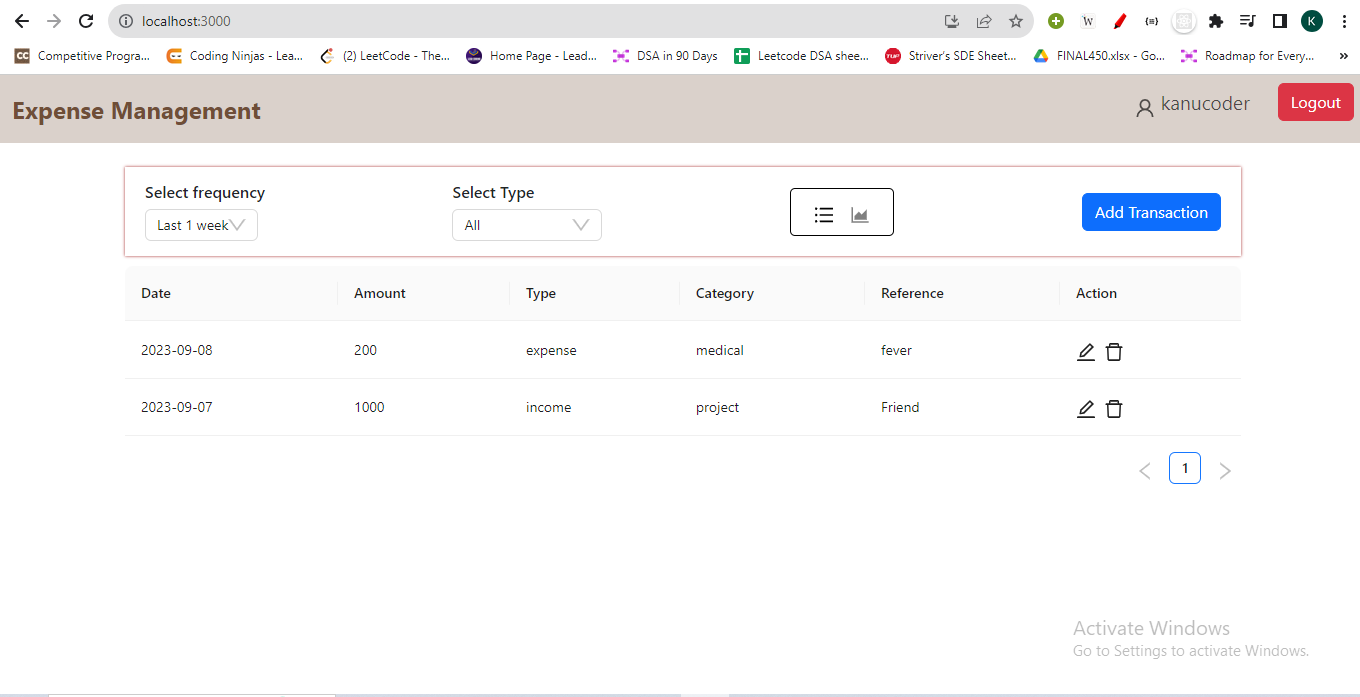 localhost:3000
W
{≡}
K
CC Competitive Progra... Coding Ninjas - Lea... (2) LeetCode - The... Home Page - Lead... DSA in 90 Days Leetcode DSA shee... TUF Striver's SDE Sheet... FINAL450.xlsx - Go... Roadmap for Every... »
Expense Management
kanucoder
Logout
Select frequency
Last 1 week
Select Type
All
Add Transaction
Date Amount Type Category Reference Action
2023-09-08 200 expense medical fever
2023-09-07 1000 income project Friend
1
Activate Windows
Go to Settings to activate Windows.